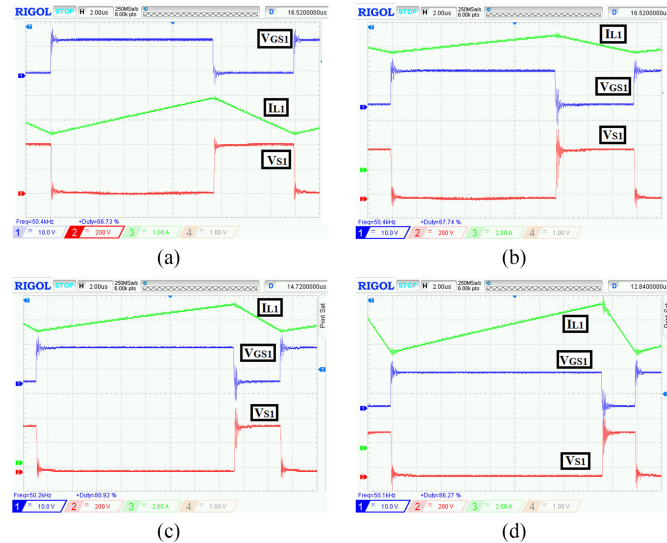 RIGOL STOP H 2.00us 250MSa/s 6.00k pts D 16.5200000us
VGS1
IL1
VS1
Freq=50.4kHz +Duty=66.73 %
1 = 10.0 V 2 = 200 V 3 = 1.00 A 4 = 1.00 V
(a)
RIGOL STOP H 2.00us 250MSa/s 6.00k pts D 16.5200000us
IL1
VGS1
VS1
Freq=50.4kHz +Duty=67.74 %
1 = 10.0 V 2 = 200 V 3 = 2.00 A 4 = 1.00 V
(b)
RIGOL STOP H 2.00us 250MSa/s 6.00k pts D 14.7200000us
IL1
Print Set
VGS1
VS1
Freq=50.2kHz +Duty=80.92 %
1 = 10.0 V 2 = 200 V 3 = 2.00 A 4 = 1.00 V
(c)
RIGOL STOP H 2.00us 250MSa/s 6.00k pts D 12.8400000us
IL1
VGS1
VS1
Freq=50.1kHz +Duty=86.27 %
1 = 10.0 V 2 = 200 V 3 = 2.00 A 4 = 1.00 V
(d)